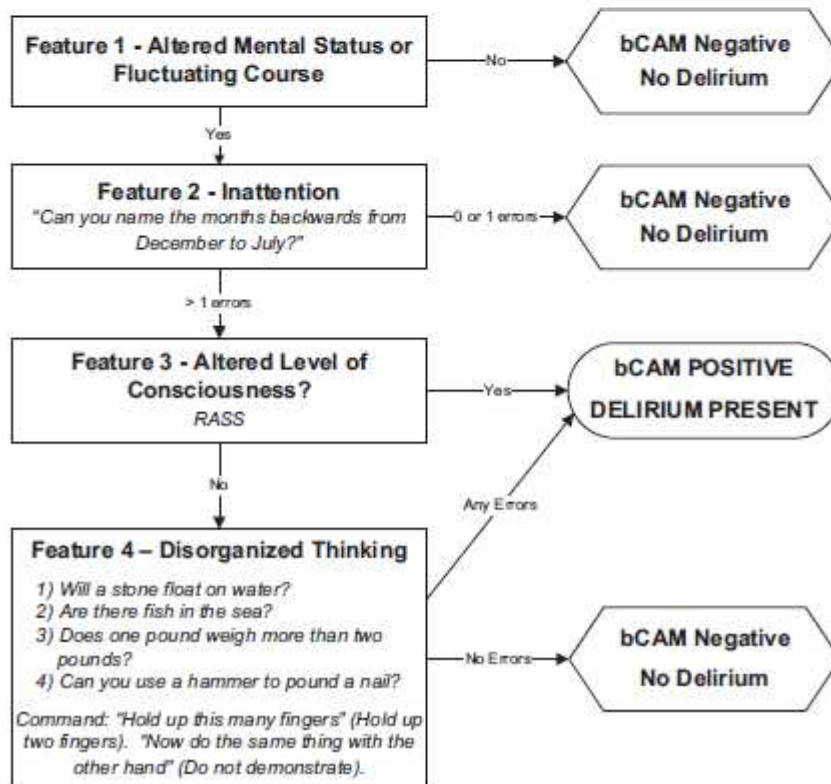 Feature 1 - Altered Mental Status or
Fluctuating Course
No
bCAM Negative
No Delirium
Yes
Feature 2 - Inattention
"Can you name the months backwards from
December to July?"
0 or 1 errors
bCAM Negative
No Delirium
> 1 errors
Feature 3 - Altered Level of
Consciousness?
RASS
Yes
bCAM POSITIVE
DELIRIUM PRESENT
No
Any Errors
Feature 4 – Disorganized Thinking
1) Will a stone float on water?
2) Are there fish in the sea?
3) Does one pound weigh more than two
pounds?
4) Can you use a hammer to pound a nail?
Command: "Hold up this many fingers" (Hold up
two fingers). "Now do the same thing with the
other hand" (Do not demonstrate).
No Errors
bCAM Negative
No Delirium